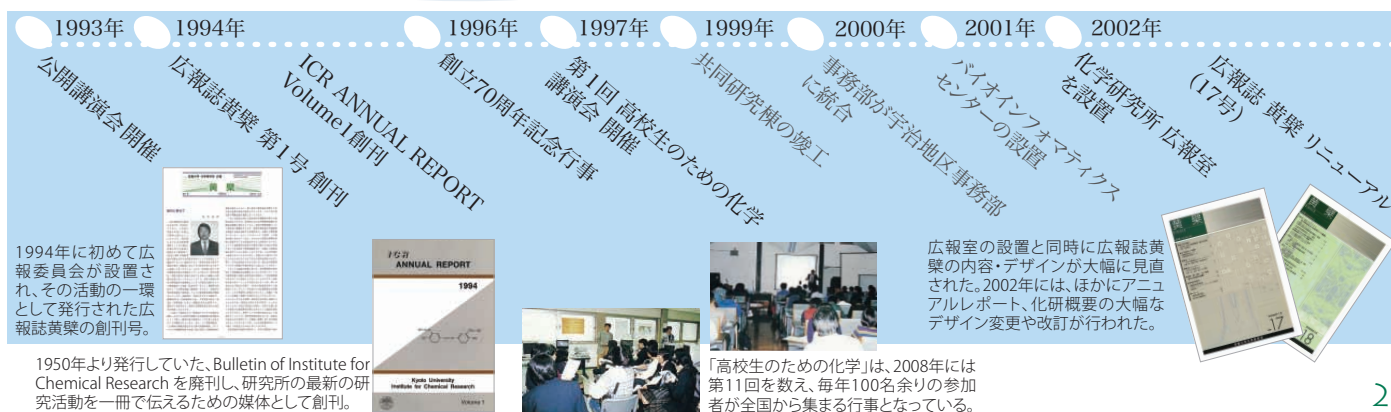 1993年
1994年
1996年
1997年
1999年
2000年
2001年
2002年
公開講演会 開催
広報誌黄檗 第1号 創刊
ICR ANNUAL REPORT
Volume1創刊
創立70周年記念行事
第1回 高校生のための化学
講演会 開催
共同研究棟の竣工
事務部が宇治地区事務部
に統合
バイオインフォマティクス
センターの設置
化学研究所 広報室
を設置
広報誌 黄檗 リニューアル
(17号)
1994年に初めて広
報委員会が設置さ
れ、その活動の一環
として発行された広
報誌黄檗の創刊号。
黄檗
ICR
ANNUAL REPORT
1994
Kyoto University
Institute for Chemical Research
Volume 1
広報室の設置と同時に広報誌黄
檗の内容・デザインが大幅に見直
された。2002年には、ほかにアニュ
アルレポート、化研概要の大幅な
デザイン変更や改訂が行われた。
黄檗
17
黄檗
18
1950年より発行していた、Bulletin of Institute for
Chemical Research を廃刊し、研究所の最新の研
究活動を一冊で伝えるための媒体として創刊。
「高校生のための化学」は、2008年には
第11回を数え、毎年100名余りの参加
者が全国から集まる行事となっている。
2